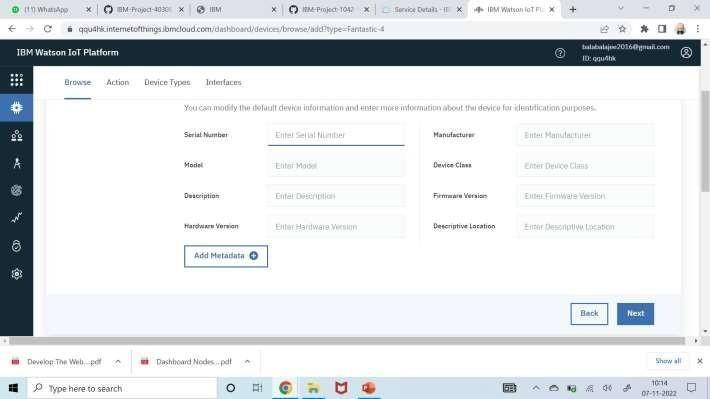 (11) WhatsApp
IBM-Project-40308
IBM
IBM-Project-1042
Service Details - IB
IBM Watson IoT Pl
qqu4hk.internetofthings.ibmcloud.com/dashboard/devices/browse/add?type=Fantastic-4
IBM Watson IoT Platform
balabalajee2016@gmail.com
ID: qqu4hk
Browse Action Device Types Interfaces
You can modify the default device information and enter more information about the device for identification purposes.
Serial Number Enter Serial Number Manufacturer Enter Manufacturer
Model Enter Model Device Class Enter Device Class
Description Enter Description Firmware Version Enter Firmware Version
Hardware Version Enter Hardware Version Descriptive Location Enter Descriptive Location
Add Metadata
Back Next
Develop The Web....pdf Dashboard Nodes...pdf Show all
Type here to search
10:14
07-11-2022